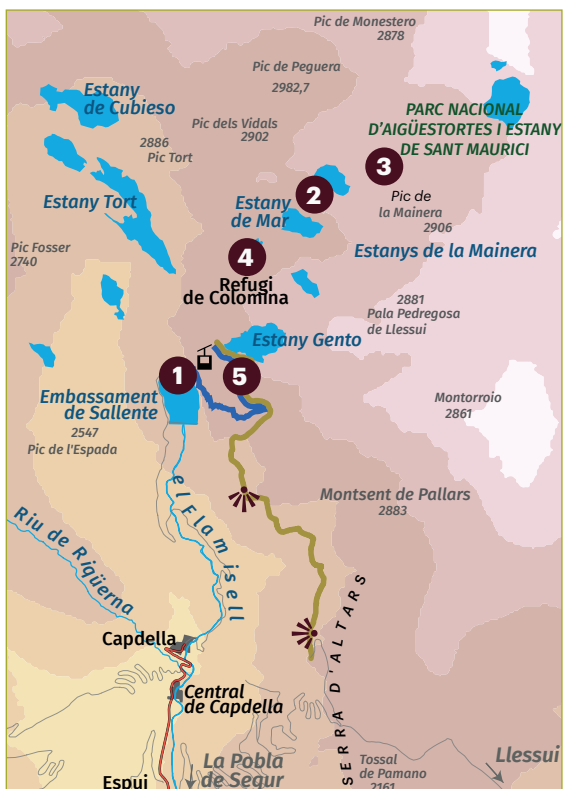 Pic de Monestero
2878
Pic de Peguera
2982,7
Estany
de Cubieso
PARC NACIONAL
D'AIGÜESTORTES I ESTANY
DE SANT MAURICI
Pic dels Vidals
2902
2886
Pic Tort
3
2
Estany Tort
Estany
de Mar
Pic de
la Mainera
2906
Pic Fosser
2740
Estanys de la Mainera
4
Refugi
de Colomina
2881
Pala Pedregosa
de Llessui
Estany Gento
1
5
Embassament
de Sallente
Montorroio
2861
2547
Pic de l'Espada
Montsent de Pallars
2883
el Flamisell
Riu de Riqüerna
Capdella
SERRA D'ALTARS
Central
de Capdella
La Pobla
de Segur
Espui
Tossal
de Pamano
2161
Llessui